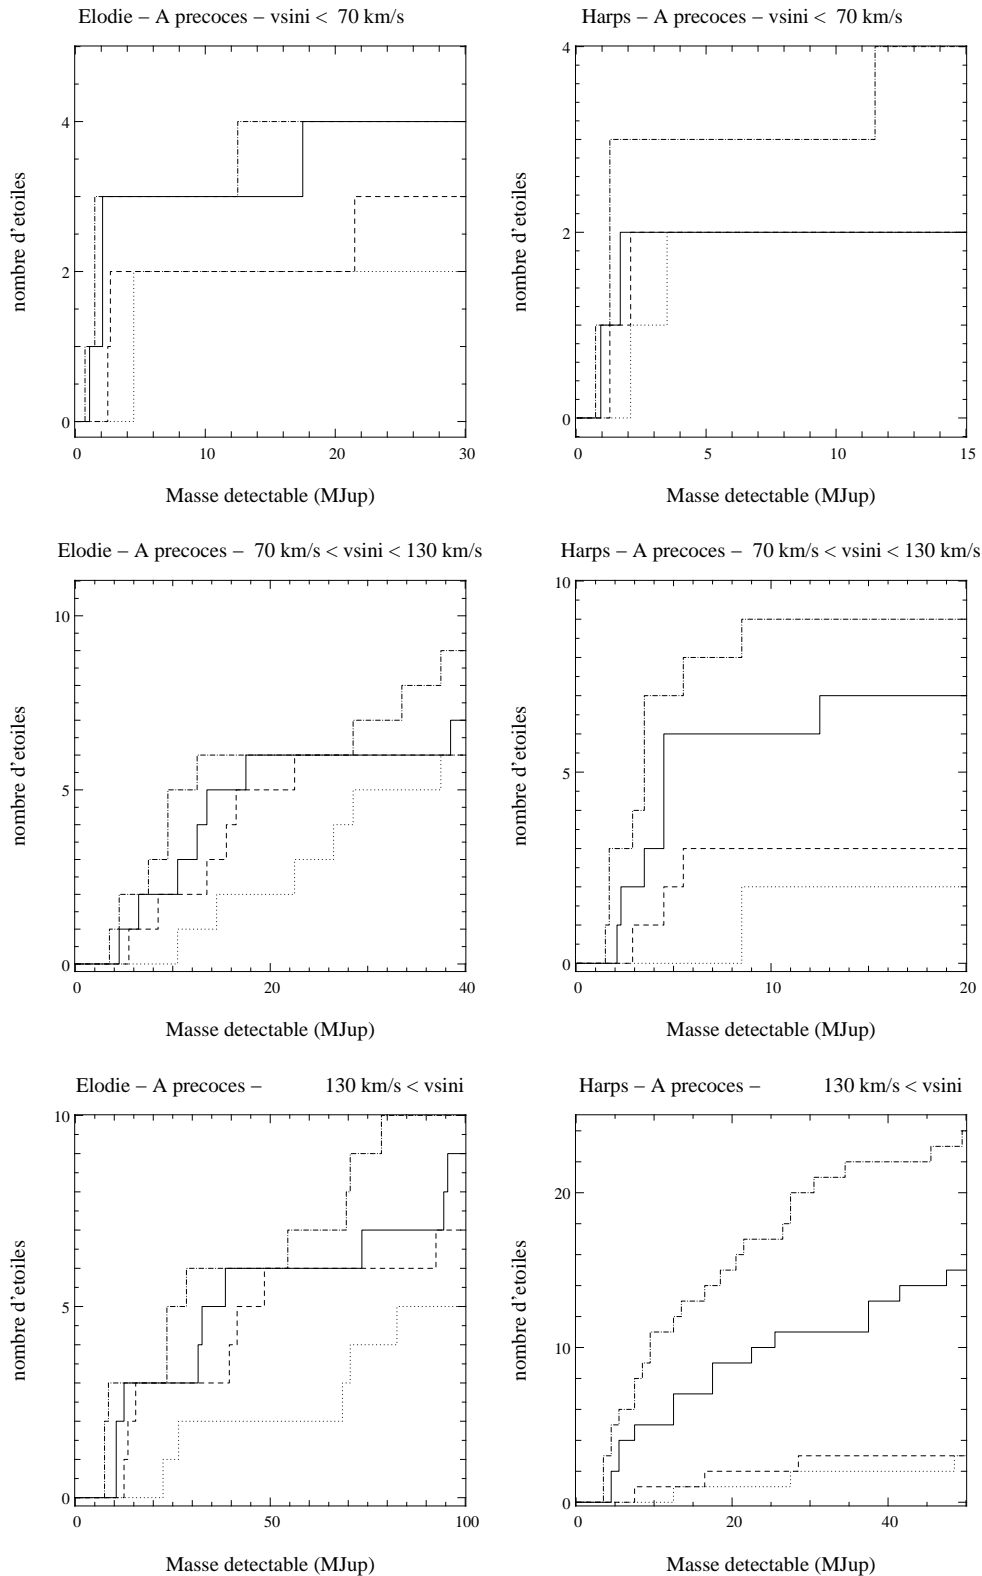 Elodie – A precoces – vsini < 70 km/s
nombre d'etoiles
4
2
0
0 10 20 30
Masse detectable (MJup)
Harps – A precoces – vsini < 70 km/s
nombre d'etoiles
4
2
0
0 5 10 15
Masse detectable (MJup)
Elodie – A precoces – 70 km/s < vsini < 130 km/s
nombre d'etoiles
10
5
0
0 20 40
Masse detectable (MJup)
Harps – A precoces – 70 km/s < vsini < 130 km/s
nombre d'etoiles
10
5
0
0 10 20
Masse detectable (MJup)
Elodie – A precoces – 130 km/s < vsini
nombre d'etoiles
10
5
0
0 50 100
Masse detectable (MJup)
Harps – A precoces – 130 km/s < vsini
nombre d'etoiles
20
10
0
0 20 40
Masse detectable (MJup)